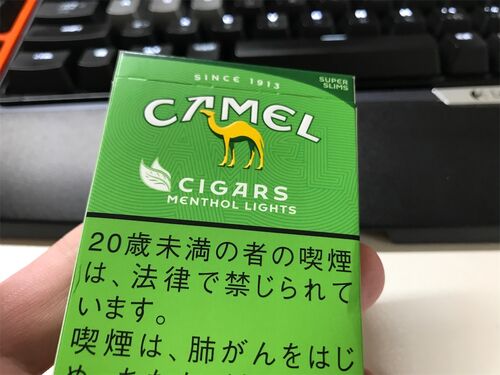 SINCE 1913
SUPER
SLIMS
CAMEL
CIGARS
MENTHOL LIGHTS
20歳未満の者の喫煙
は、法律で禁じられて
います。
喫煙は、肺がんをはじ